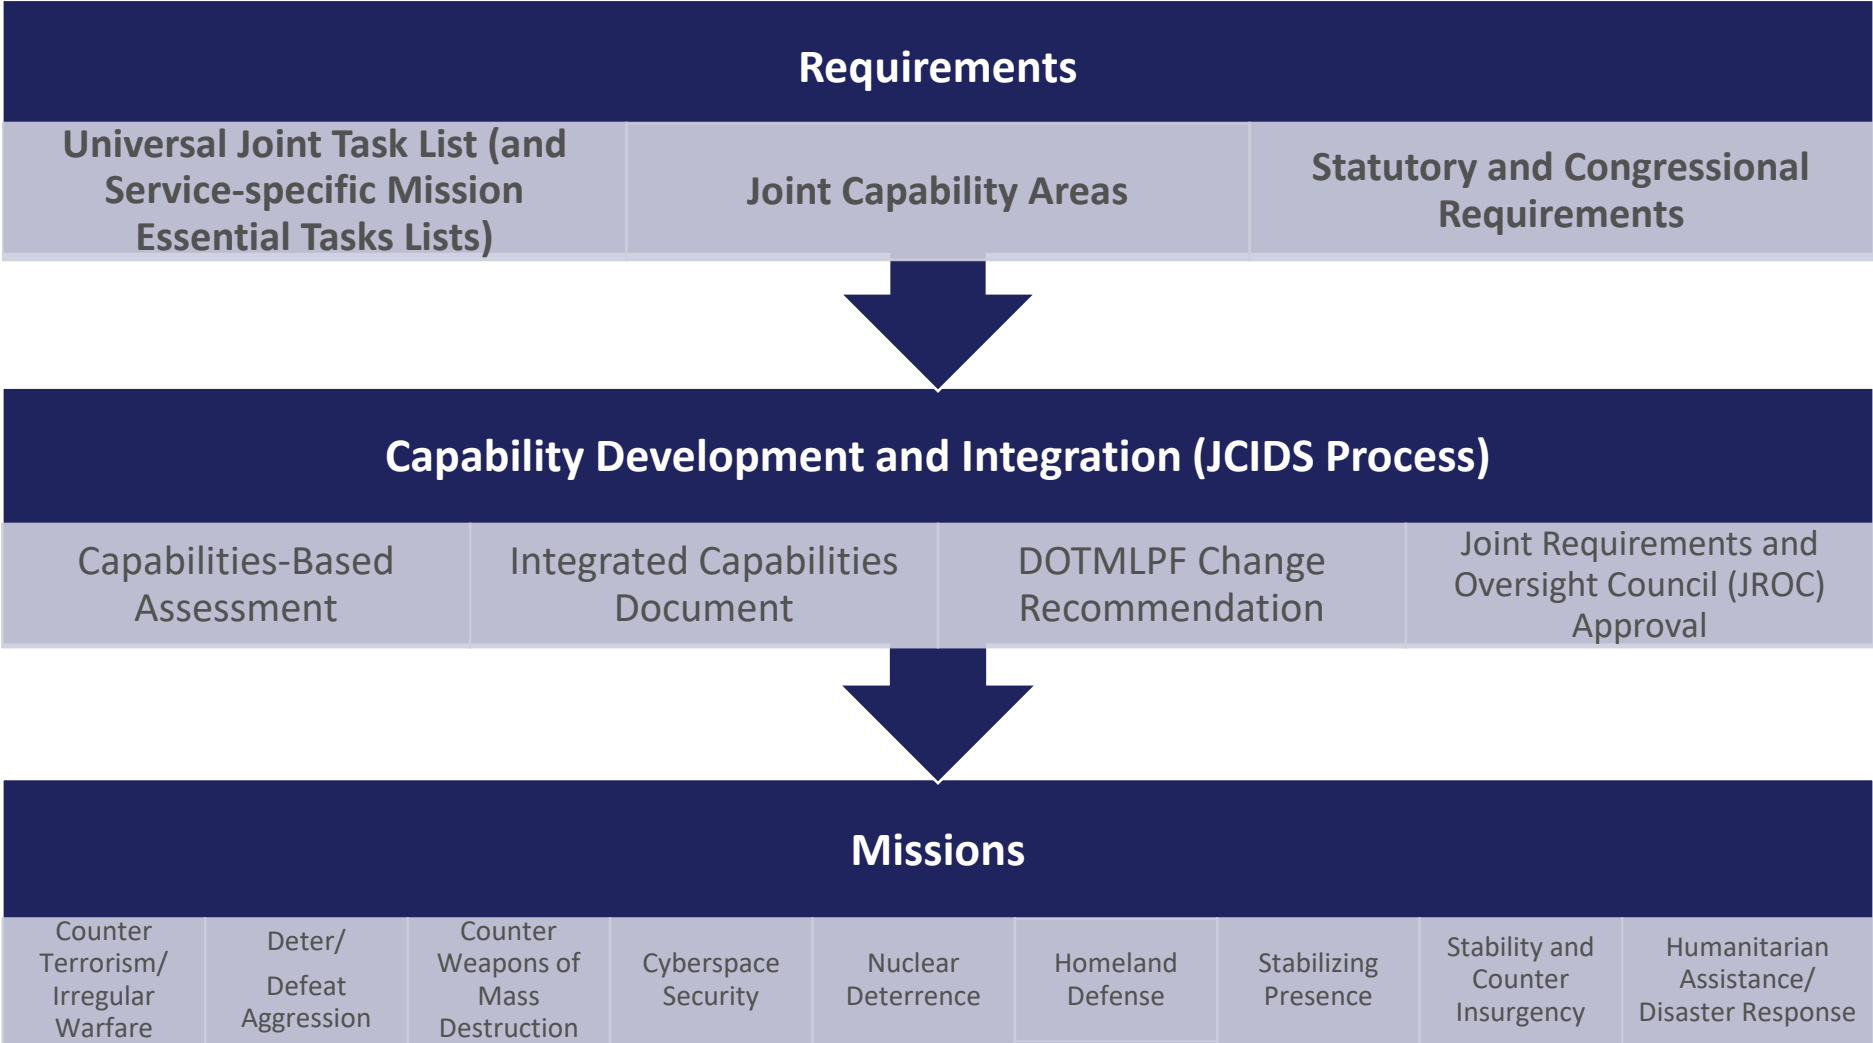 Requirements
Universal Joint Task List (and
Service-specific Mission
Essential Tasks Lists)
Joint Capability Areas
Statutory and Congressional
Requirements
Capability Development and Integration (JCIDS Process)
Capabilities-Based
Assessment
Integrated Capabilities
Document
DOTMLPF Change
Recommendation
Joint Requirements and
Oversight Council (JROC)
Approval
Missions
Counter
Terrorism/
Irregular
Warfare
Deter/
Defeat
Aggression
Counter
Weapons of
Mass
Destruction
Cyberspace
Security
Nuclear
Deterrence
Homeland
Defense
Stabilizing
Presence
Stability and
Counter
Insurgency
Humanitarian
Assistance/
Disaster Response